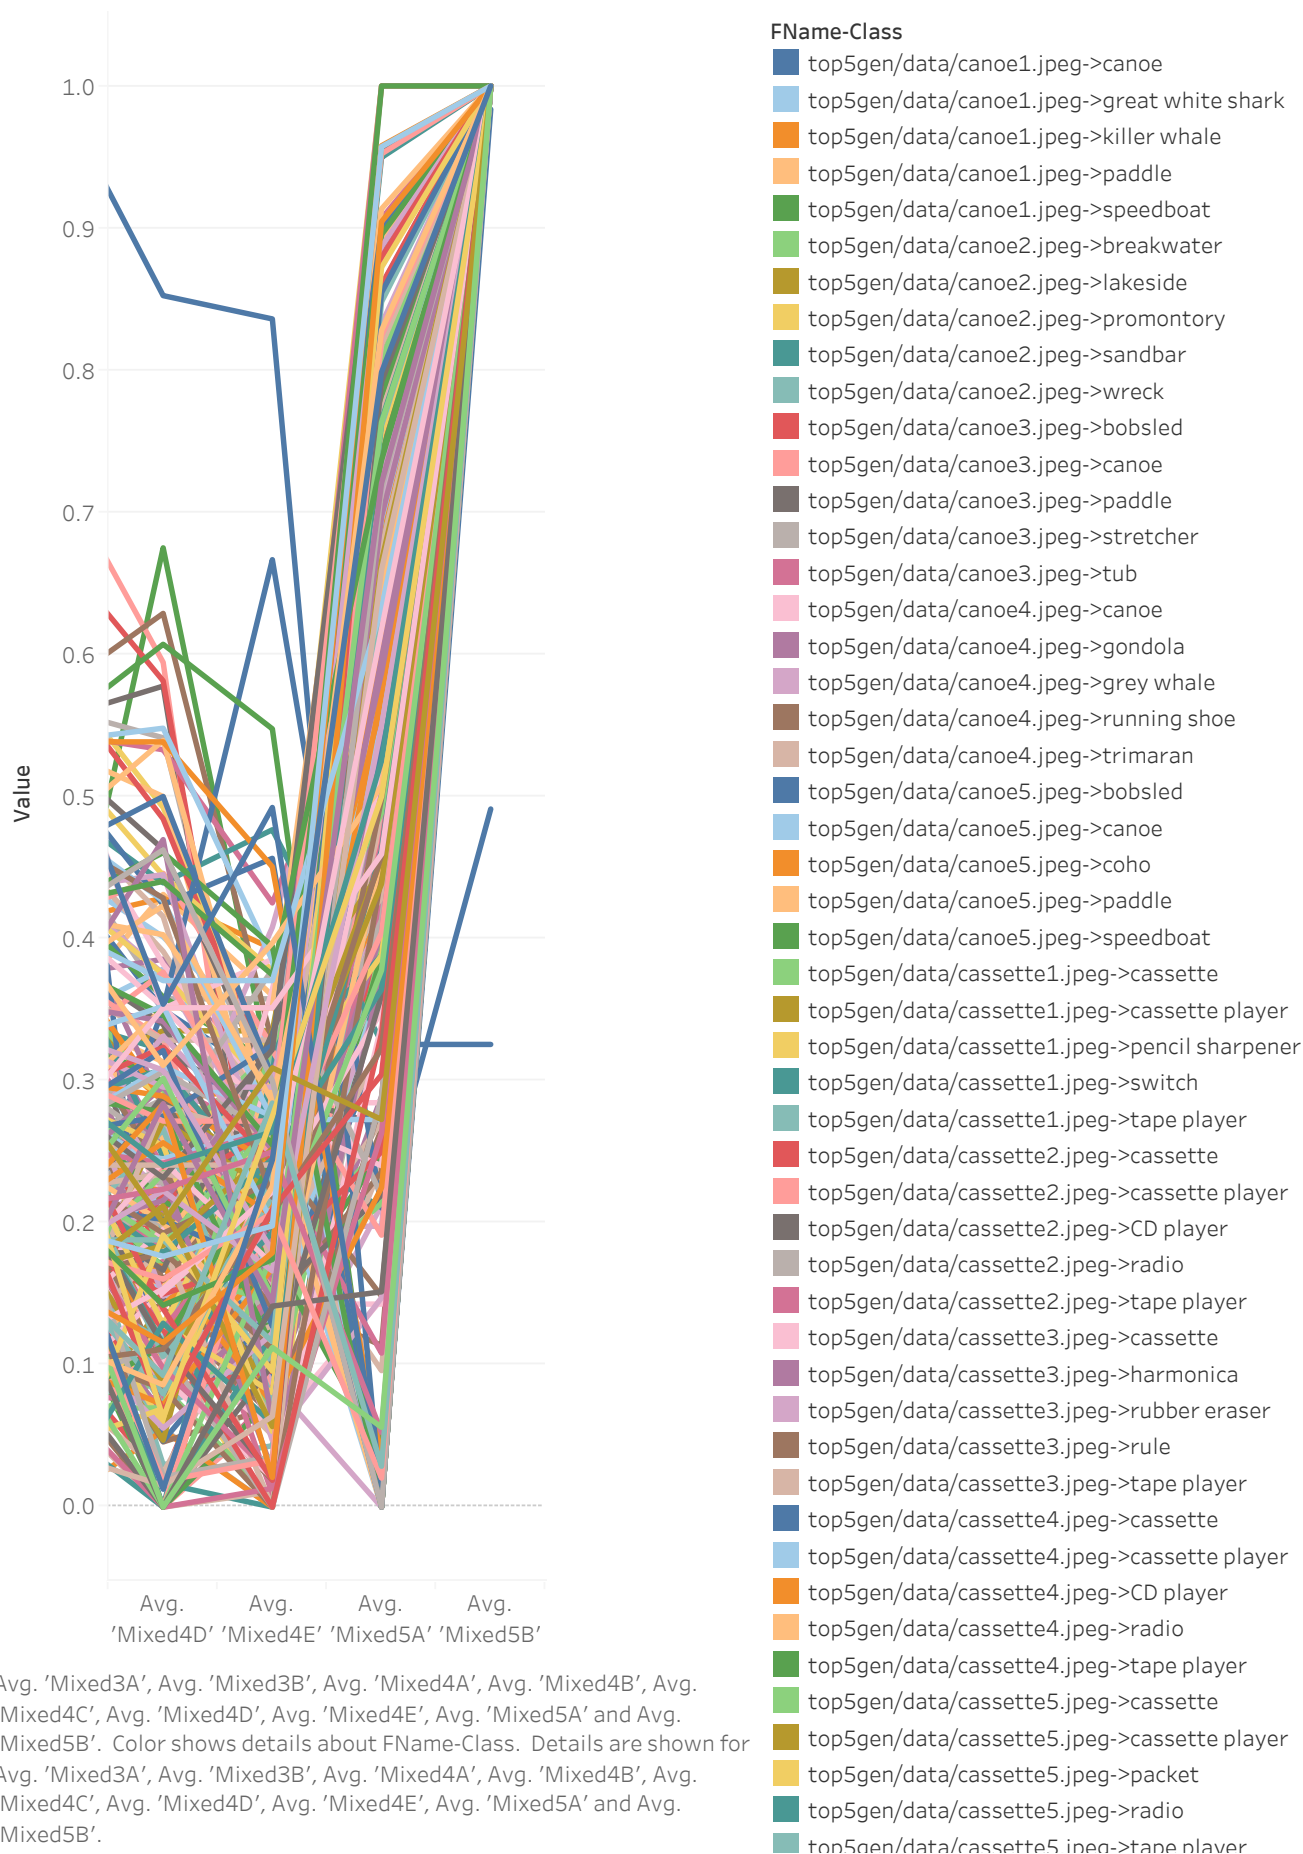 1.0
0.9
0.8
0.7
0.6
0.5
0.4
0.3
0.2
0.1
0.0
Value
Avg. 'Mixed4D'
Avg. 'Mixed4E'
Avg. 'Mixed5A'
Avg. 'Mixed5B'
Avg. 'Mixed3A', Avg. 'Mixed3B', Avg. 'Mixed4A', Avg. 'Mixed4B', Avg.
Mixed4C', Avg. 'Mixed4D', Avg. 'Mixed4E', Avg. 'Mixed5A' and Avg.
Mixed5B'. Color shows details about FName-Class. Details are shown for
Avg. 'Mixed3A', Avg. 'Mixed3B', Avg. 'Mixed4A', Avg. 'Mixed4B', Avg.
Mixed4C', Avg. 'Mixed4D', Avg. 'Mixed4E', Avg. 'Mixed5A' and Avg.
Mixed5B'.
FName-Class
top5gen/data/canoe1.jpeg->canoe
top5gen/data/canoe1.jpeg->great white shark
top5gen/data/canoe1.jpeg->killer whale
top5gen/data/canoe1.jpeg->paddle
top5gen/data/canoe1.jpeg->speedboat
top5gen/data/canoe2.jpeg->breakwater
top5gen/data/canoe2.jpeg->lakeside
top5gen/data/canoe2.jpeg->promontory
top5gen/data/canoe2.jpeg->sandbar
top5gen/data/canoe2.jpeg->wreck
top5gen/data/canoe3.jpeg->bobsled
top5gen/data/canoe3.jpeg->canoe
top5gen/data/canoe3.jpeg->paddle
top5gen/data/canoe3.jpeg->stretcher
top5gen/data/canoe3.jpeg->tub
top5gen/data/canoe4.jpeg->canoe
top5gen/data/canoe4.jpeg->gondola
top5gen/data/canoe4.jpeg->grey whale
top5gen/data/canoe4.jpeg->running shoe
top5gen/data/canoe4.jpeg->trimaran
top5gen/data/canoe5.jpeg->bobsled
top5gen/data/canoe5.jpeg->canoe
top5gen/data/canoe5.jpeg->coho
top5gen/data/canoe5.jpeg->paddle
top5gen/data/canoe5.jpeg->speedboat
top5gen/data/cassette1.jpeg->cassette
top5gen/data/cassette1.jpeg->cassette player
top5gen/data/cassette1.jpeg->pencil sharpener
top5gen/data/cassette1.jpeg->switch
top5gen/data/cassette1.jpeg->tape player
top5gen/data/cassette2.jpeg->cassette
top5gen/data/cassette2.jpeg->cassette player
top5gen/data/cassette2.jpeg->CD player
top5gen/data/cassette2.jpeg->radio
top5gen/data/cassette2.jpeg->tape player
top5gen/data/cassette3.jpeg->cassette
top5gen/data/cassette3.jpeg->harmonica
top5gen/data/cassette3.jpeg->rubber eraser
top5gen/data/cassette3.jpeg->rule
top5gen/data/cassette3.jpeg->tape player
top5gen/data/cassette4.jpeg->cassette
top5gen/data/cassette4.jpeg->cassette player
top5gen/data/cassette4.jpeg->CD player
top5gen/data/cassette4.jpeg->radio
top5gen/data/cassette4.jpeg->tape player
top5gen/data/cassette5.jpeg->cassette
top5gen/data/cassette5.jpeg->cassette player
top5gen/data/cassette5.jpeg->packet
top5gen/data/cassette5.jpeg->radio
top5gen/data/cassette5.jpeg->tape player